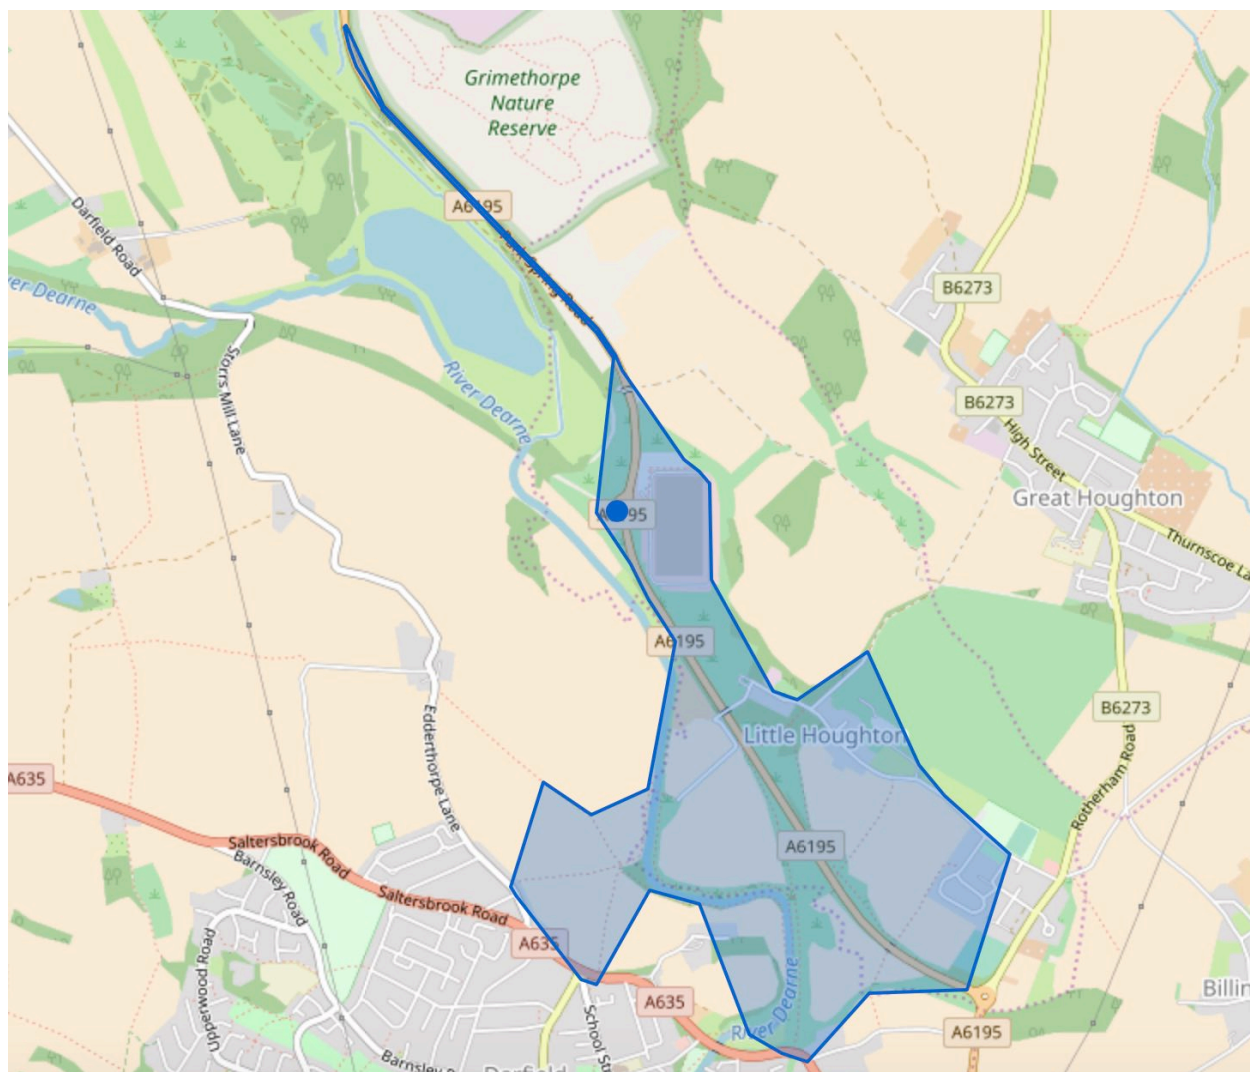 Grimethorpe
Nature
Reserve
A6195
Darfield Road
Park Spring Road
B6273
River Dearne
Storrs Mill Lane
River Dearne
B6273
High Street
Great Houghton
A6195
Thurnscoe La
A6195
B6273
Little Houghton
Edderthorpe Lane
A635
Rotherham Road
Saltersbrook Road
A6195
Barnsley Road
Saltersbrook Road
A635
Upperwood Road
River Dearne
Billin
A635
School St
A6195
Barnsley
Darfield